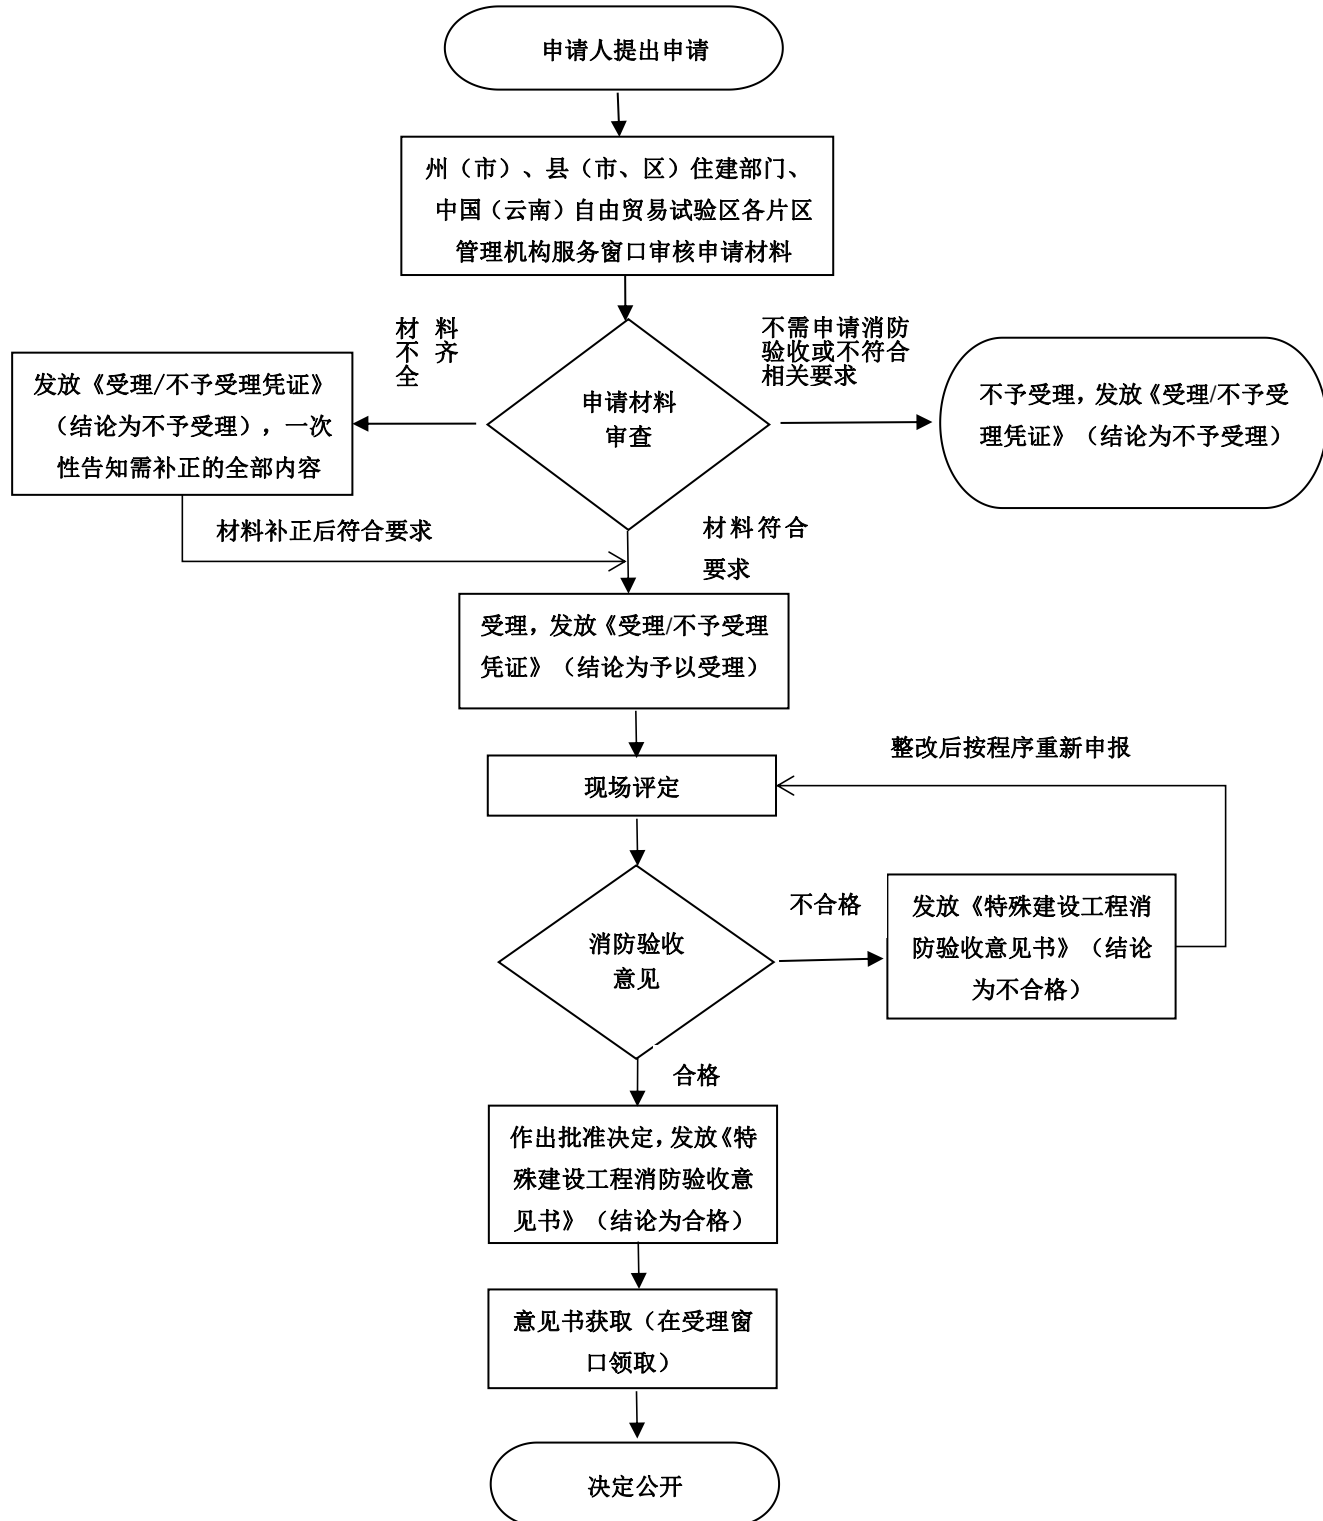 申请人提出申请
州（市）、县（市、区）住建部门、
中国（云南）自由贸易试验区各片区
管理机构服务窗口审核申请材料
材 料
不 齐
全
不需申请消防
验收或不符合
相关要求
发放《受理/不予受理凭证》
（结论为不予受理），一次
性告知需补正的全部内容
申请材料
审查
不予受理，发放《受理/不予受
理凭证》（结论为不予受理）
材料补正后符合要求
材料符合
要求
受理，发放《受理/不予受理
凭证》（结论为予以受理）
整改后按程序重新申报
现场评定
不合格
消防验收
意见
发放《特殊建设工程消
防验收意见书》（结论
为不合格）
合格
作出批准决定，发放《特
殊建设工程消防验收意
见书》（结论为合格）
意见书获取（在受理窗
口领取）
决定公开